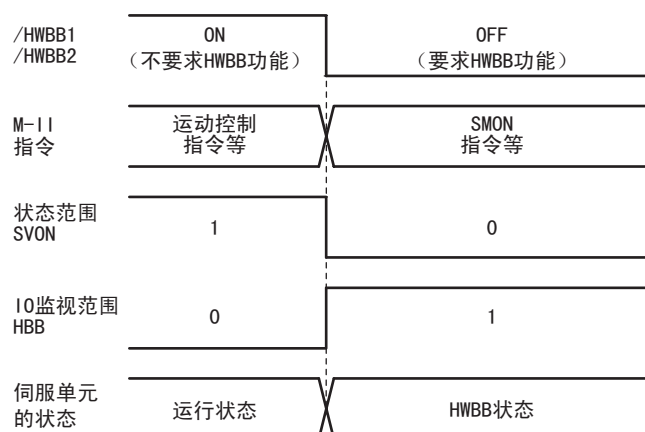 /HWBB1
/HWBB2
ON
（不要求HWBB功能）
OFF
（要求HWBB功能）
M-II
指令
运动控制
指令等
SMON
指令等
状态范围
SVON
1
0
IO监视范围
HBB
0
1
伺服单元
的状态
运行状态
HWBB状态